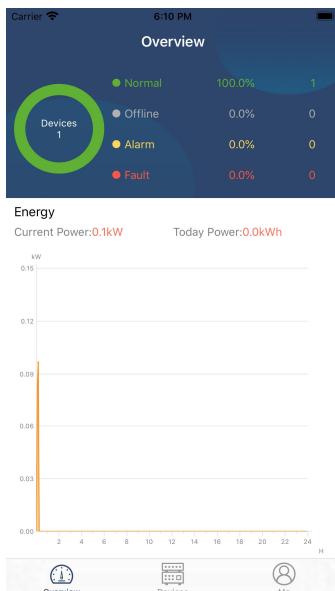 Carrier 6:10 PM
Overview
Normal 100.0% 1
Devices
1
Offline 0.0% 0
Alarm 0.0% 0
Fault 0.0% 0
Energy
Current Power:0.1kW Today Power:0.0kWh
kW
0.15
0.12
0.09
0.06
0.03
0.00
2 4 6 8 10 12 14 16 18 20 22 24
H
Overview Devices Me